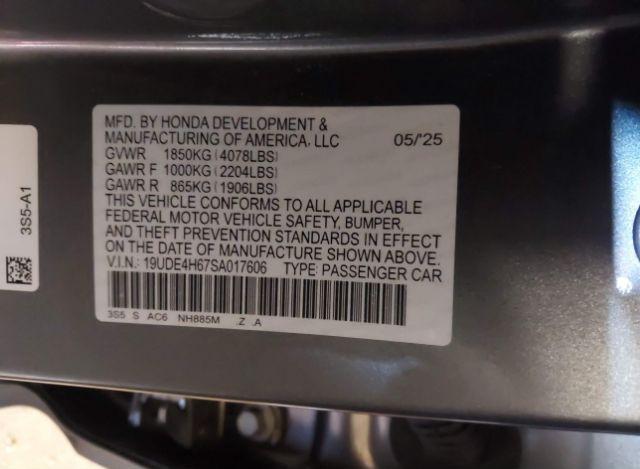 MFD. BY HONDA DEVELOPMENT &
MANUFACTURING OF AMERICA, LLC 05/'25
GVWR 1850KG (4078LBS)
GAWR F 1000KG (2204LBS)
GAWR R 865KG (1906LBS)
THIS VEHICLE CONFORMS TO ALL APPLICABLE
FEDERAL MOTOR VEHICLE SAFETY, BUMPER,
AND THEFT PREVENTION STANDARDS IN EFFECT
ON THE DATE OF MANUFACTURE SHOWN ABOVE.
V.I.N.: 19UDE4H67SA017606 TYPE: PASSENGER CAR
3S5 S AC6 NH885M .Z .A
3S5-A1